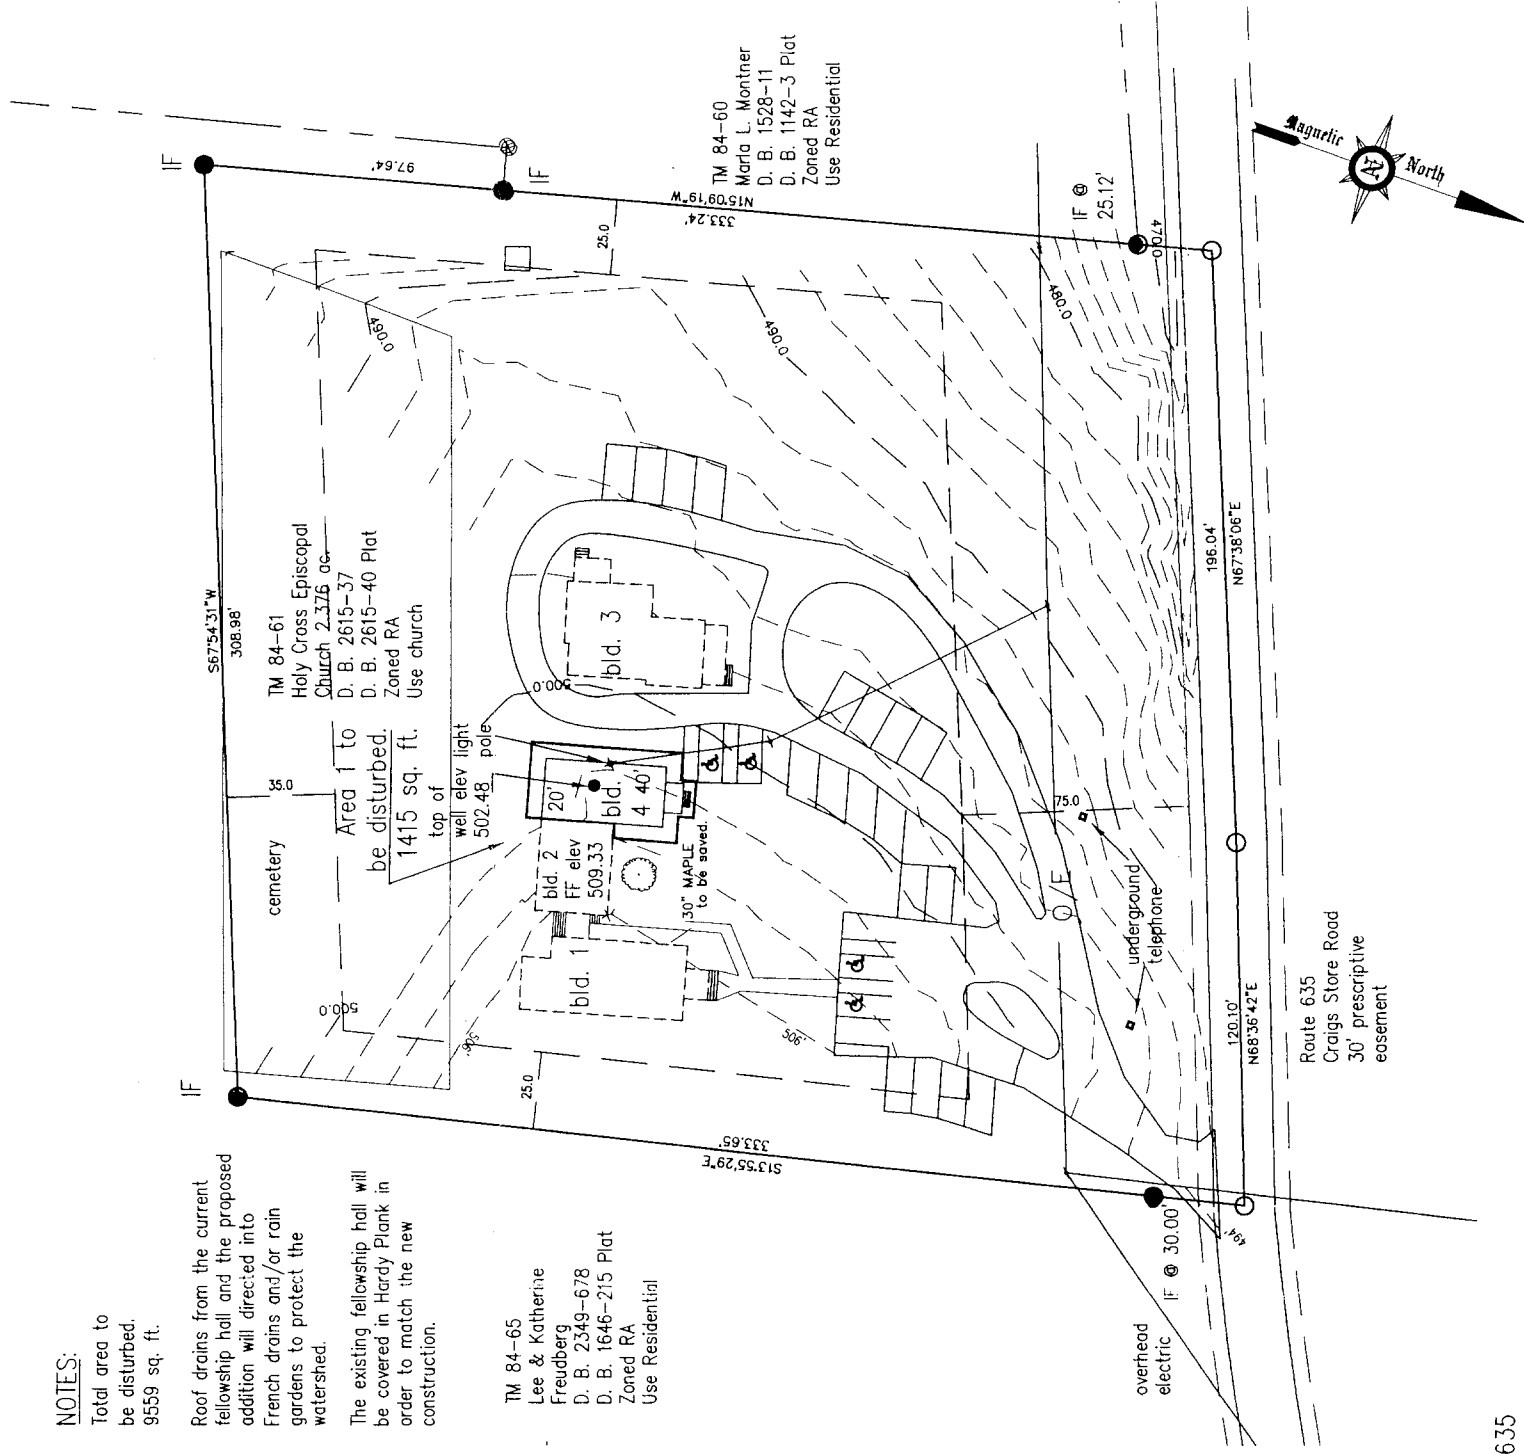 NOTES:
Total area to
be disturbed.
9559 sq. ft.
Roof drains from the current
fellowship hall and the proposed
addition will directed into
French drains and/or rain
gardens to protect the
watershed.
The existing fellowship hall will
be covered in Hardy Plank in
order to match the new
construction.
TM 84-65
Lee & Katherine
Freudberg
D. B. 2349-678
D. B. 1646-215 Plat
Zoned RA
Use Residential
overhead
electric
635
IF
S67°54'31"W
308.98'
IF
97.64'
IF
cemetery
35.0
TM 84-61
Holy Cross Episcopal
Church 2.376 ac.
D. B. 2615-37
D. B. 2615-40 Plat
Zoned RA
Use church
Area 1 to
be disturbed.
1415 sq. ft.
top of
well elev
502.48
light
pole
500.0
500.0
490.0
506'
506'
25.0
25.0
bld. 1
bld. 2
FF elev
509.33
20'
bld.
4 40'
bld. 3
30" MAPLE
to be saved.
N15°09'19"W
333.24'
TM 84-60
Marla L. Montner
D. B. 1528-11
D. B. 1142-3 Plat
Zoned RA
Use Residential
490.0
480.0
470.0
IF @
25.12'
S13°55'29"E
333.65'
IF @ 30.00'
494'
O/E
75.0
underground
telephone
120.10'
N68°36'42"E
196.04'
N67°38'06"E
Route 635
Craigs Store Road
30' prescriptive
easement
Magnetic
North